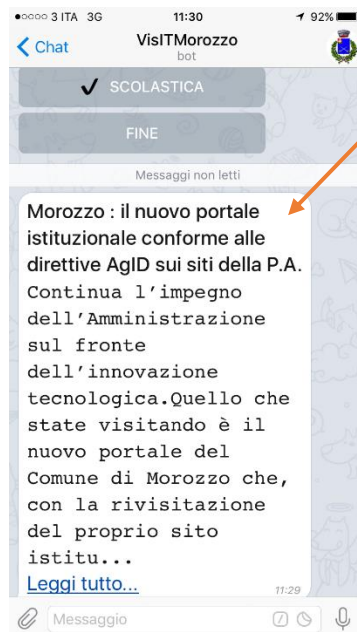 3 ITA 3G 11:30 92%
Chat VisITMorozzo
bot
✓ SCOLASTICA
FINE
Messaggi non letti
Morozzo : il nuovo portale
istituzionale conforme alle
direttive AgID sui siti della P.A.
Continua l'impegno
dell'Amministrazione
sul fronte
dell'innovazione
tecnologica.Quello che
state visitando è il
nuovo portale del
Comune di Morozzo che,
con la rivisitazione
del proprio sito
istitu...
Leggi tutto... 11:29
Messaggio